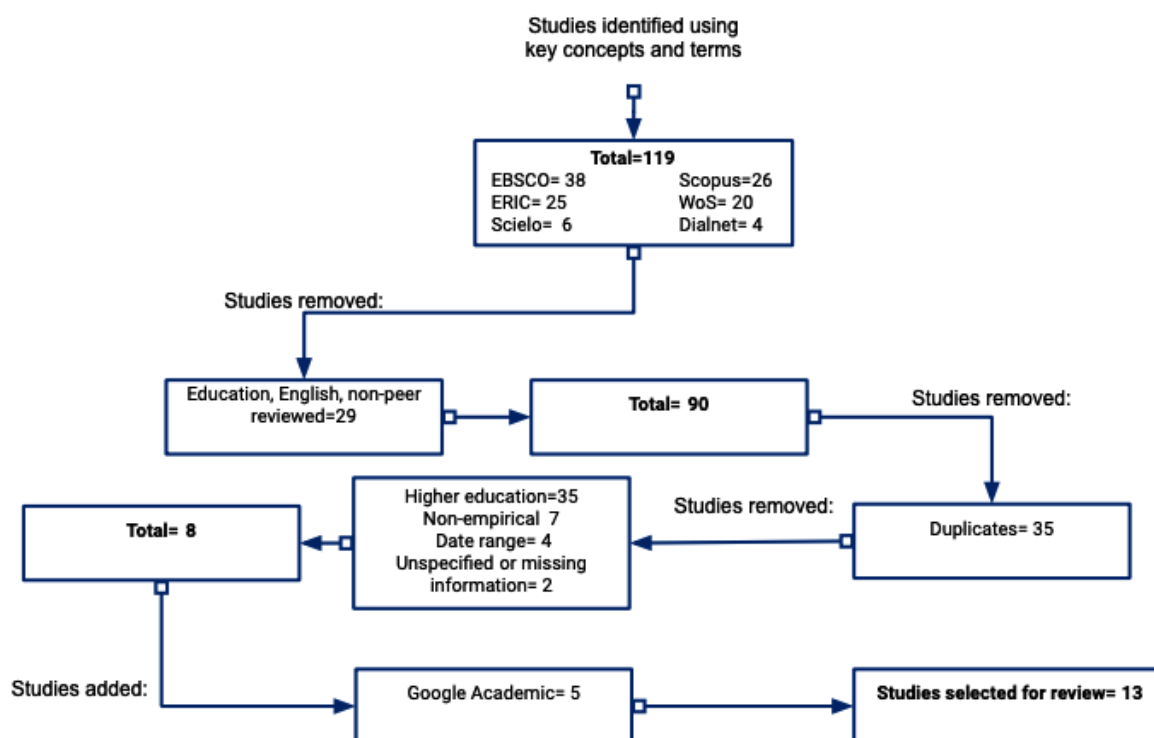 Studies identified using
key concepts and terms
Total=119
EBSCO= 38 Scopus=26
ERIC= 25 WoS= 20
Scielo= 6 Dialnet= 4
Studies removed:
Education, English, non-peer
reviewed=29
Total= 90
Studies removed:
Duplicates= 35
Studies removed:
Higher education=35
Non-empirical 7
Date range= 4
Unspecified or missing
information= 2
Total= 8
Studies added:
Google Academic= 5
Studies selected for review= 13